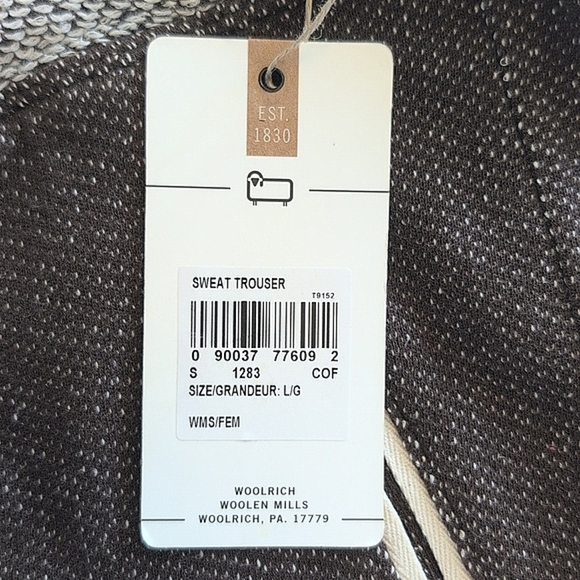 EST.
1830
SWEAT TROUSER
T9152
0 90037 77609 2
S 1283 COF
SIZE/GRANDEUR: L/G
WMS/FEM
WOOLRICH
WOOLEN MILLS
WOOLRICH, PA. 17779